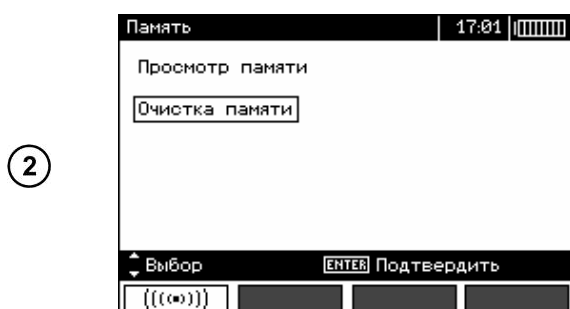 Память 17:01
Просмотр памяти
Очистка памяти
2
Выбор ENTER Подтвердить